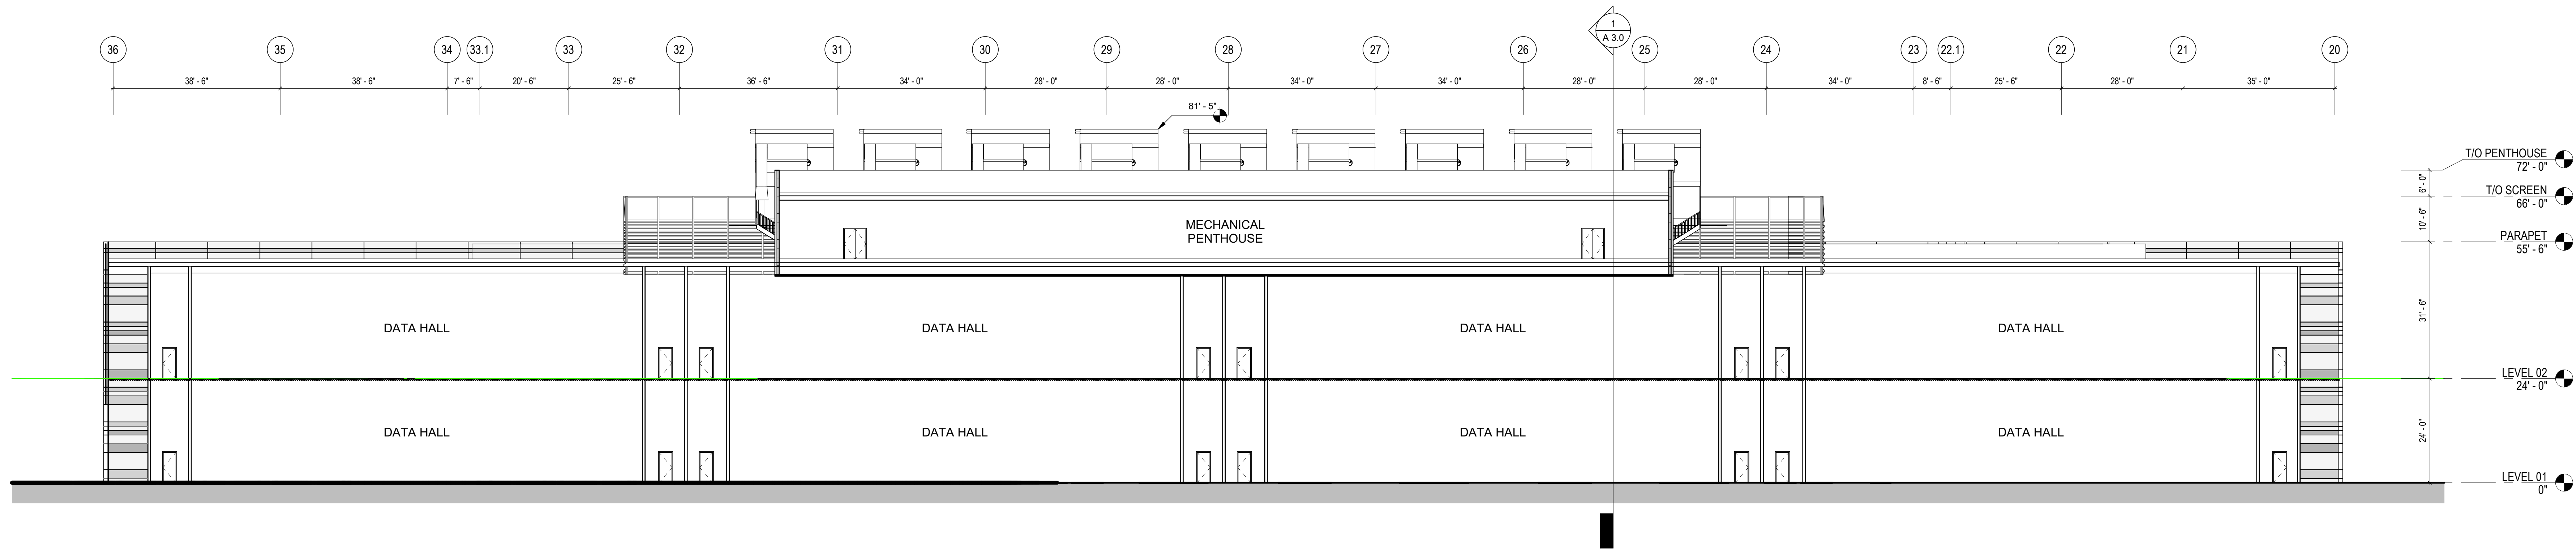 1
A 3.0
36 35 34 33.1 33 32 31 30 29 28 27 26 25 24 23 22.1 22 21 20
38' - 6" 38' - 6" 7' - 6" 20' - 6" 25' - 6" 36' - 6" 34' - 0" 28' - 0" 28' - 0" 34' - 0" 34' - 0" 28' - 0" 28' - 0" 34' - 0" 8' - 6" 25' - 6" 28' - 0" 35' - 0"
81' - 5"
T/O PENTHOUSE
72' - 0"
6' - 0"
T/O SCREEN
66' - 0"
10' - 6"
MECHANICAL
PENTHOUSE
PARAPET
55' - 6"
31' - 6"
DATA HALL DATA HALL DATA HALL DATA HALL
LEVEL 02
24' - 0"
24' - 0"
DATA HALL DATA HALL DATA HALL DATA HALL
LEVEL 01
0"